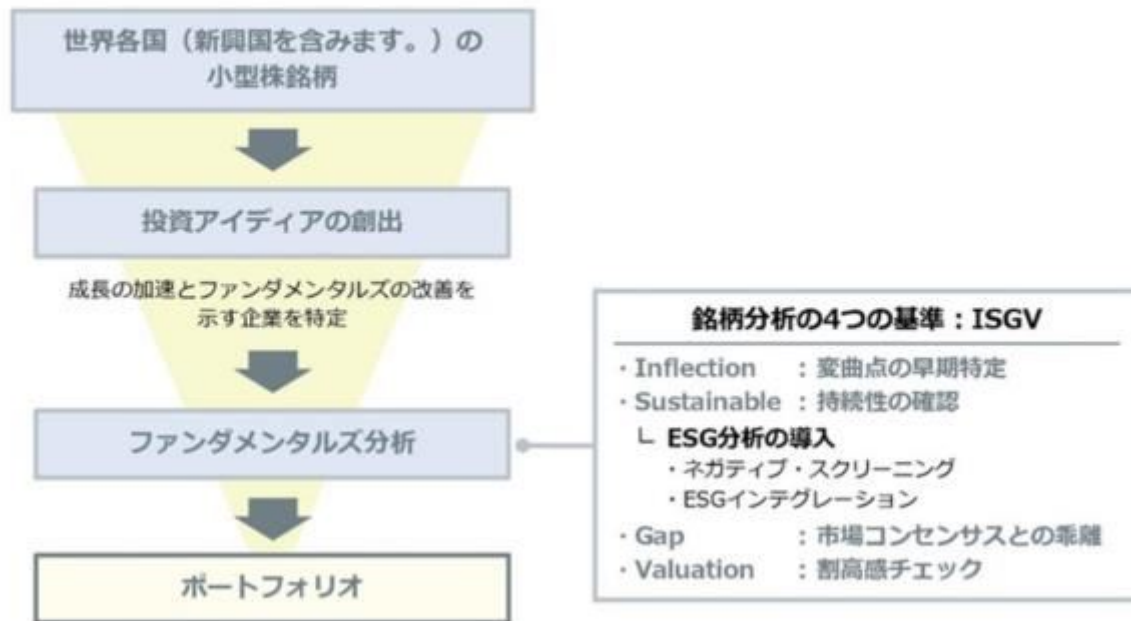 世界各国（新興国を含みます。）の
小型株銘柄
投資アイディアの創出
成長の加速とファンダメンタルズの改善を
示す企業を特定
ファンダメンタルズ分析
ポートフォリオ
銘柄分析の4つの基準：ISGV
・Inflection ：変曲点の早期特定
・Sustainable ：持続性の確認
└ ESG分析の導入
・ネガティブ・スクリーニング
・ESGインテグレーション
・Gap ：市場コンセンサスとの乖離
・Valuation ：割高感チェック